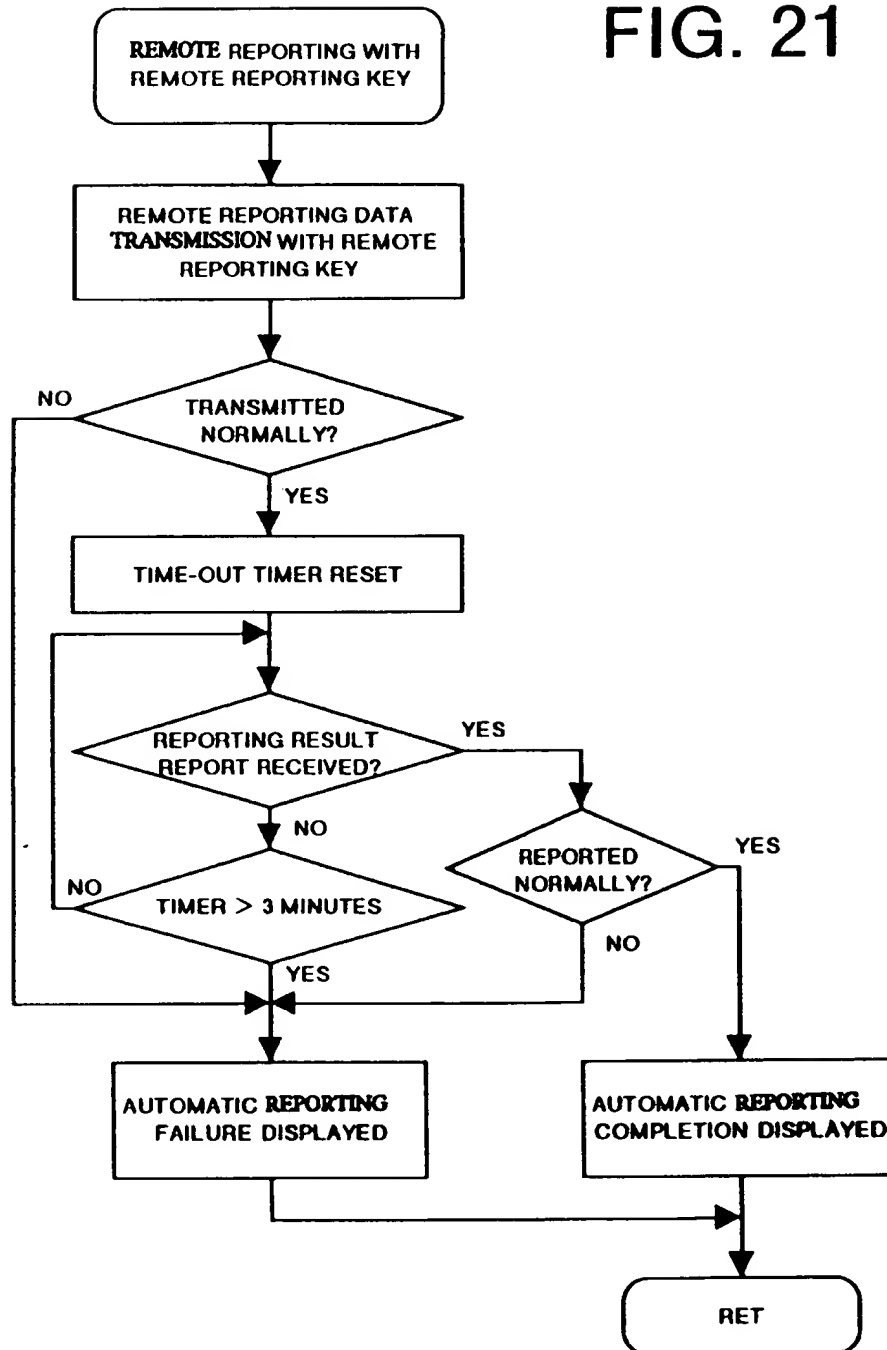 FIG. 21
REMOTE REPORTING WITH
REMOTE REPORTING KEY
REMOTE REPORTING DATA
TRANSMISSION WITH REMOTE
REPORTING KEY
NO
TRANSMITTED
NORMALLY?
YES
TIME-OUT TIMER RESET
REPORTING RESULT
REPORT RECEIVED?
YES
NO
REPORTED
NORMALLY?
YES
NO
TIMER > 3 MINUTES
NO
YES
AUTOMATIC REPORTING
FAILURE DISPLAYED
AUTOMATIC REPORTING
COMPLETION DISPLAYED
RET